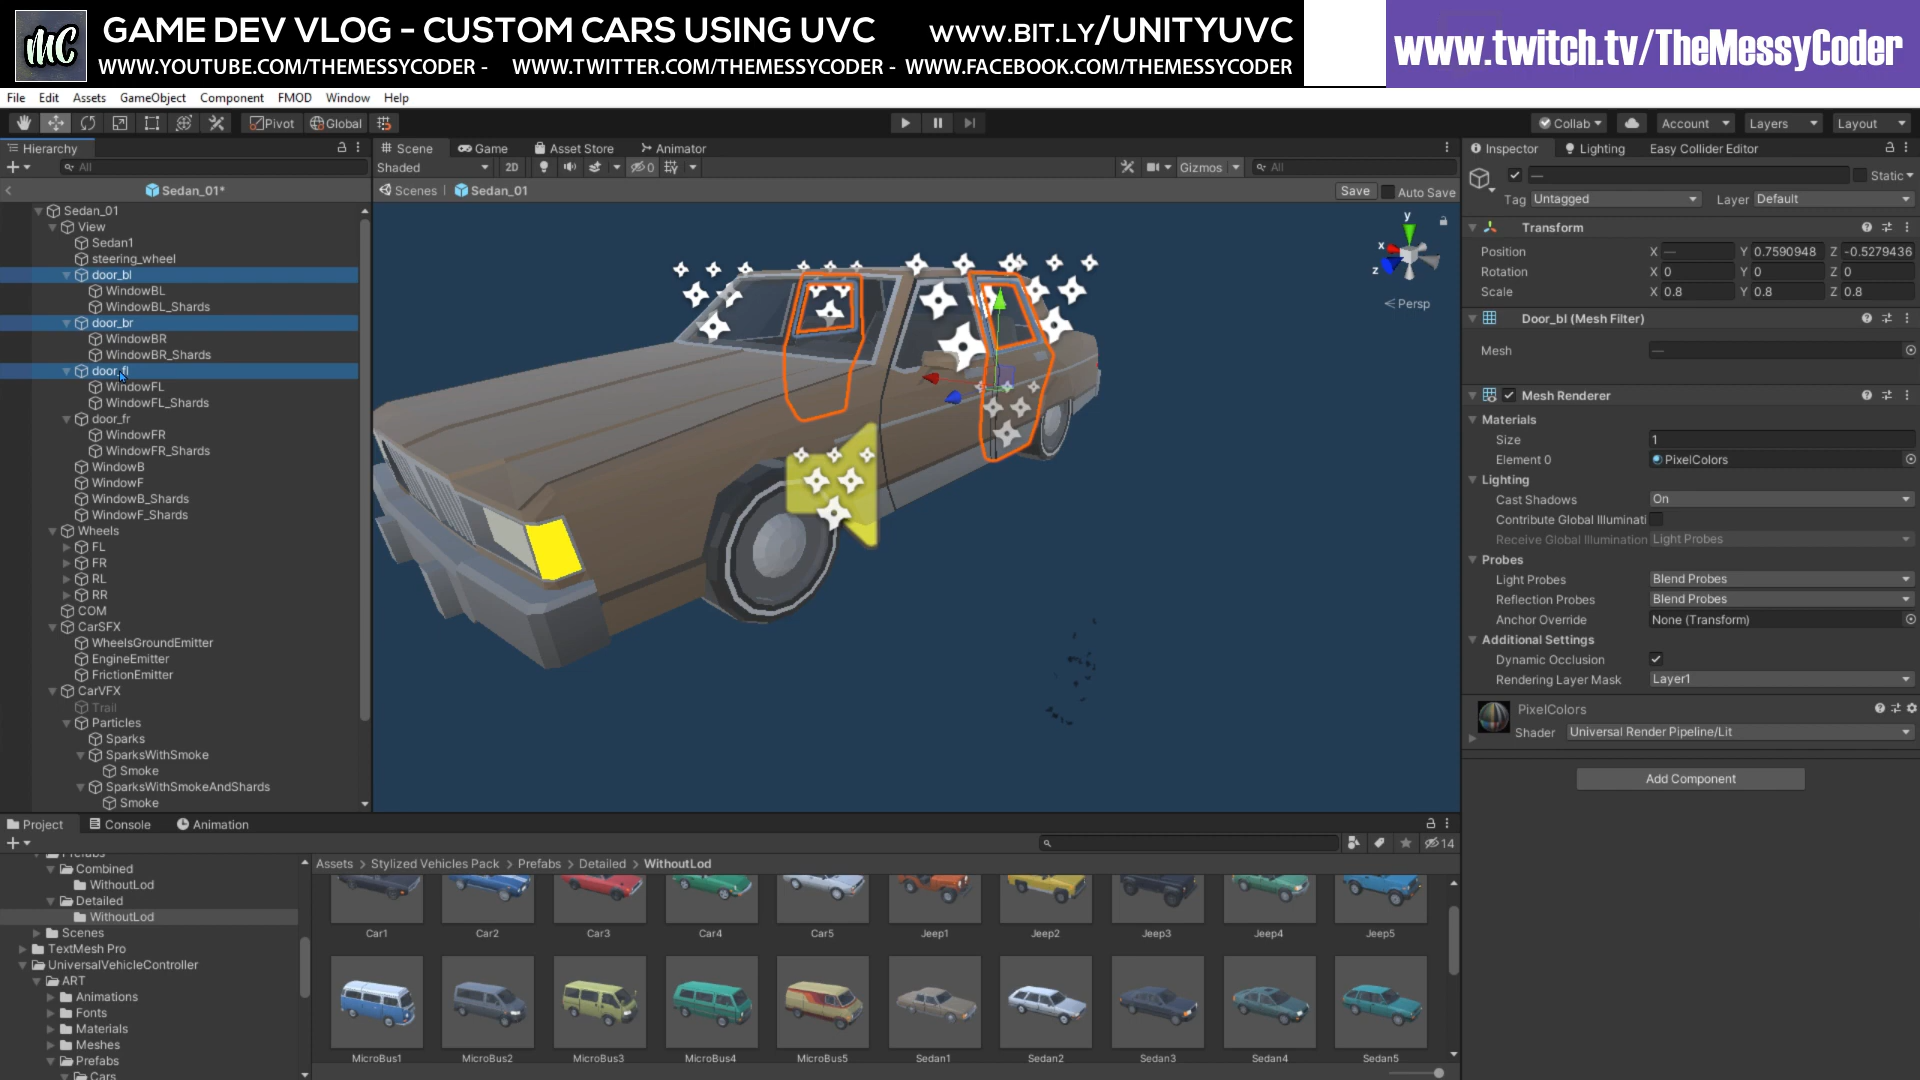 MC
GAME DEV VLOG - CUSTOM CARS USING UVC www.BIT.LY/UNITYUVC
WWW.YOUTUBE.COM/THEMESSYCODER - WWW.TWITTER.COM/THEMESSYCODER - WWW.FACEBOOK.COM/THEMESSYCODER
www.twitch.tv/TheMessyCoder
File Edit Assets GameObject Component FMOD Window Help
Pivot Global Collab Account Layers Layout
Hierarchy
All
Sedan_01*
Sedan_01
View
Sedan1
steering_wheel
door_bl
WindowBL
WindowBL_Shards
door_br
WindowBR
WindowBR_Shards
door_fl
WindowFL
WindowFL_Shards
door_fr
WindowFR
WindowFR_Shards
WindowB
WindowF
WindowB_Shards
WindowF_Shards
Wheels
FL
FR
RL
RR
COM
CarSFX
WheelsGroundEmitter
EngineEmitter
FrictionEmitter
CarVFX
Trail
Particles
Sparks
SparksWithSmoke
Smoke
SparksWithSmokeAndShards
Smoke
Scene Game Asset Store Animator
Shaded 2D 0 Gizmos All
Scenes Sedan_01 Save Auto Save
y
x
z
Persp
Inspector Lighting Easy Collider Editor
— Static
Tag Untagged Layer Default
Transform
Position X — Y 0.7590948 Z -0.5279436
Rotation X 0 Y 0 Z 0
Scale X 0.8 Y 0.8 Z 0.8
Door_bl (Mesh Filter)
Mesh —
Mesh Renderer
Materials
Size 1
Element 0 PixelColors
Lighting
Cast Shadows On
Contribute Global Illuminati
Receive Global Illumination Light Probes
Probes
Light Probes Blend Probes
Reflection Probes Blend Probes
Anchor Override None (Transform)
Additional Settings
Dynamic Occlusion
Rendering Layer Mask Layer1
PixelColors
Shader Universal Render Pipeline/Lit
Add Component
Project Console Animation
14
Prefabs
Combined
WithoutLod
Detailed
WithoutLod
Scenes
TextMesh Pro
UniversalVehicleController
ART
Animations
Fonts
Materials
Meshes
Prefabs
Cars
Assets > Stylized Vehicles Pack > Prefabs > Detailed > WithoutLod
Car1 Car2 Car3 Car4 Car5 Jeep1 Jeep2 Jeep3 Jeep4 Jeep5
MicroBus1 MicroBus2 MicroBus3 MicroBus4 MicroBus5 Sedan1 Sedan2 Sedan3 Sedan4 Sedan5